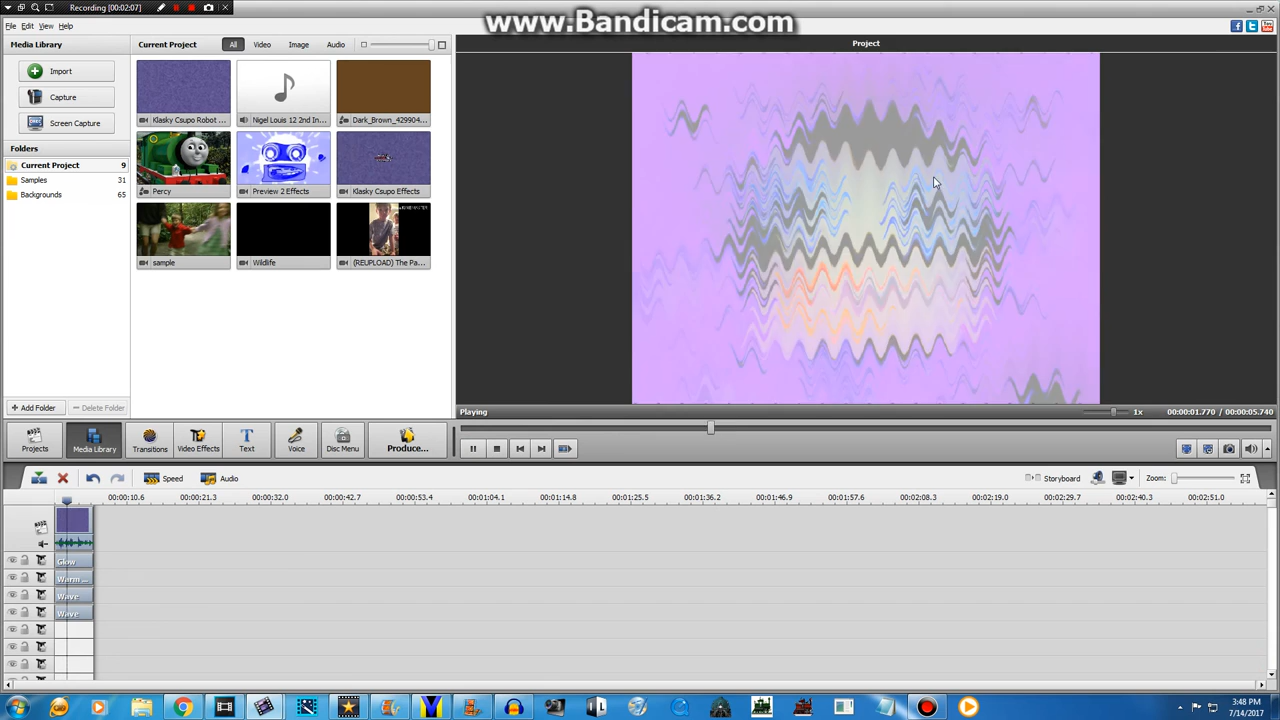 Recording [00:02:07]
www.Bandicam.com
File Edit View Help
Media Library
Current Project All Video Image Audio
Project
Import
Capture
Screen Capture
Klasky Csupo Robot ... Nigel Louis 12 2nd In... Dark_Brown_429904...
Folders
Current Project 9
Samples 31
Backgrounds 65
Percy Preview 2 Effects Klasky Csupo Effects
sample Wildlife (REUPLOAD) The Pa...
Add Folder Delete Folder
Playing 1x 00:00:01.770 / 00:00:05.740
Projects Media Library Transitions Video Effects Text Voice Disc Menu Produce...
Speed Audio Storyboard Zoom:
00:00:10.6 00:00:21.3 00:00:32.0 00:00:42.7 00:00:53.4 00:01:04.1 00:01:14.8 00:01:25.5 00:01:36.2 00:01:46.9 00:01:57.6 00:02:08.3 00:02:19.0 00:02:29.7 00:02:40.3 00:02:51.0
Glow
Warm ...
Wave
Wave
3:48 PM
7/14/2017